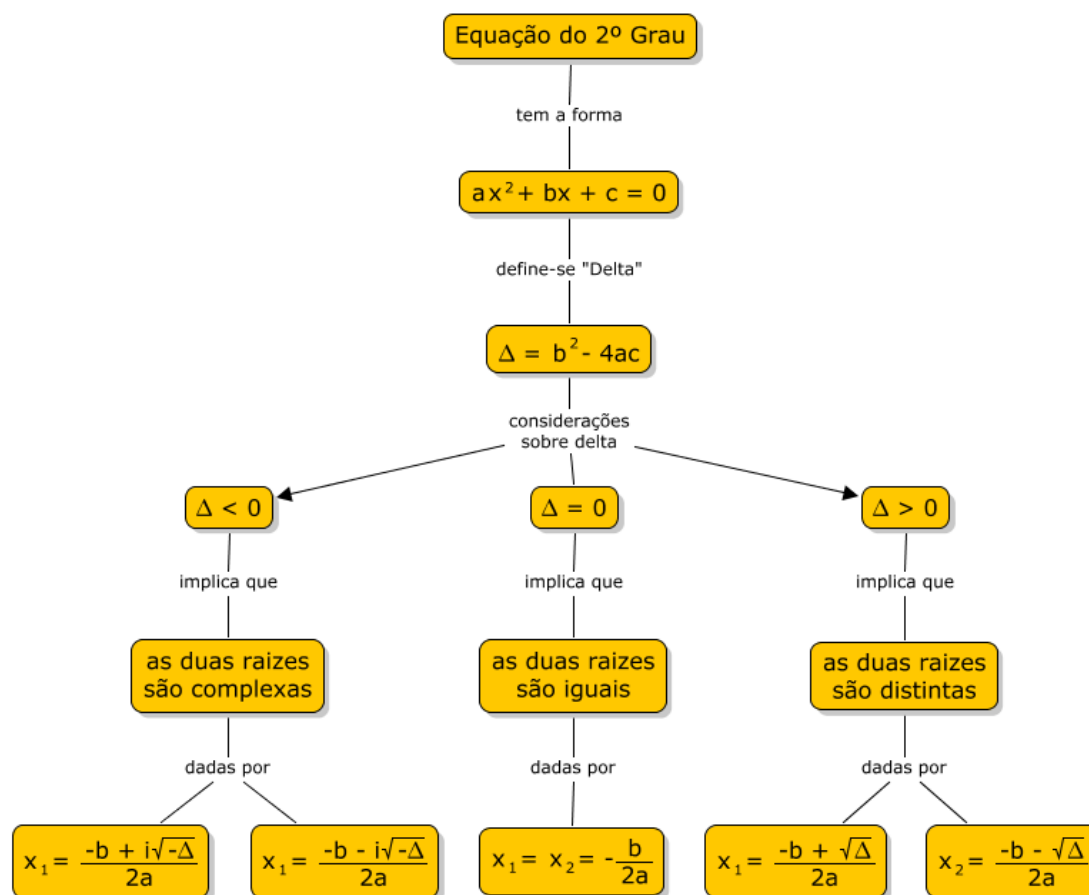 Equação do 2º Grau
tem a forma
ax² + bx + c = 0
define-se "Delta"
Δ = b² - 4ac
considerações
sobre delta
Δ < 0
Δ = 0
Δ > 0
implica que
implica que
implica que
as duas raizes
são complexas
as duas raizes
são iguais
as duas raizes
são distintas
dadas por
dadas por
dadas por
x₁ = (-b + i√-Δ)/2a
x₁ = (-b - i√-Δ)/2a
x₁ = x₂ = -b/2a
x₁ = (-b + √Δ)/2a
x₂ = (-b - √Δ)/2a